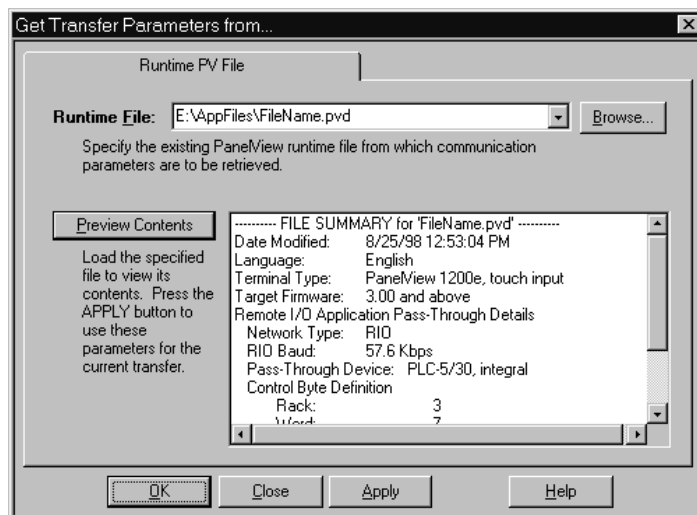 Get Transfer Parameters from...
Runtime PV File
Runtime File: E:\AppFiles\FileName.pvd Browse...
Specify the existing PanelView runtime file from which communication
parameters are to be retrieved.
Preview Contents
Load the specified
file to view its
contents. Press the
APPLY button to
use these
parameters for the
current transfer.
---------- FILE SUMMARY for 'FileName.pvd' ----------
Date Modified: 8/25/98 12:53:04 PM
Language: English
Terminal Type: PanelView 1200e, touch input
Target Firmware: 3.00 and above
Remote I/O Application Pass-Through Details
Network Type: RIO
RIO Baud: 57.6 Kbps
Pass-Through Device: PLC-5/30, integral
Control Byte Definition
Rack: 3
Word: 7
OK Close Apply Help